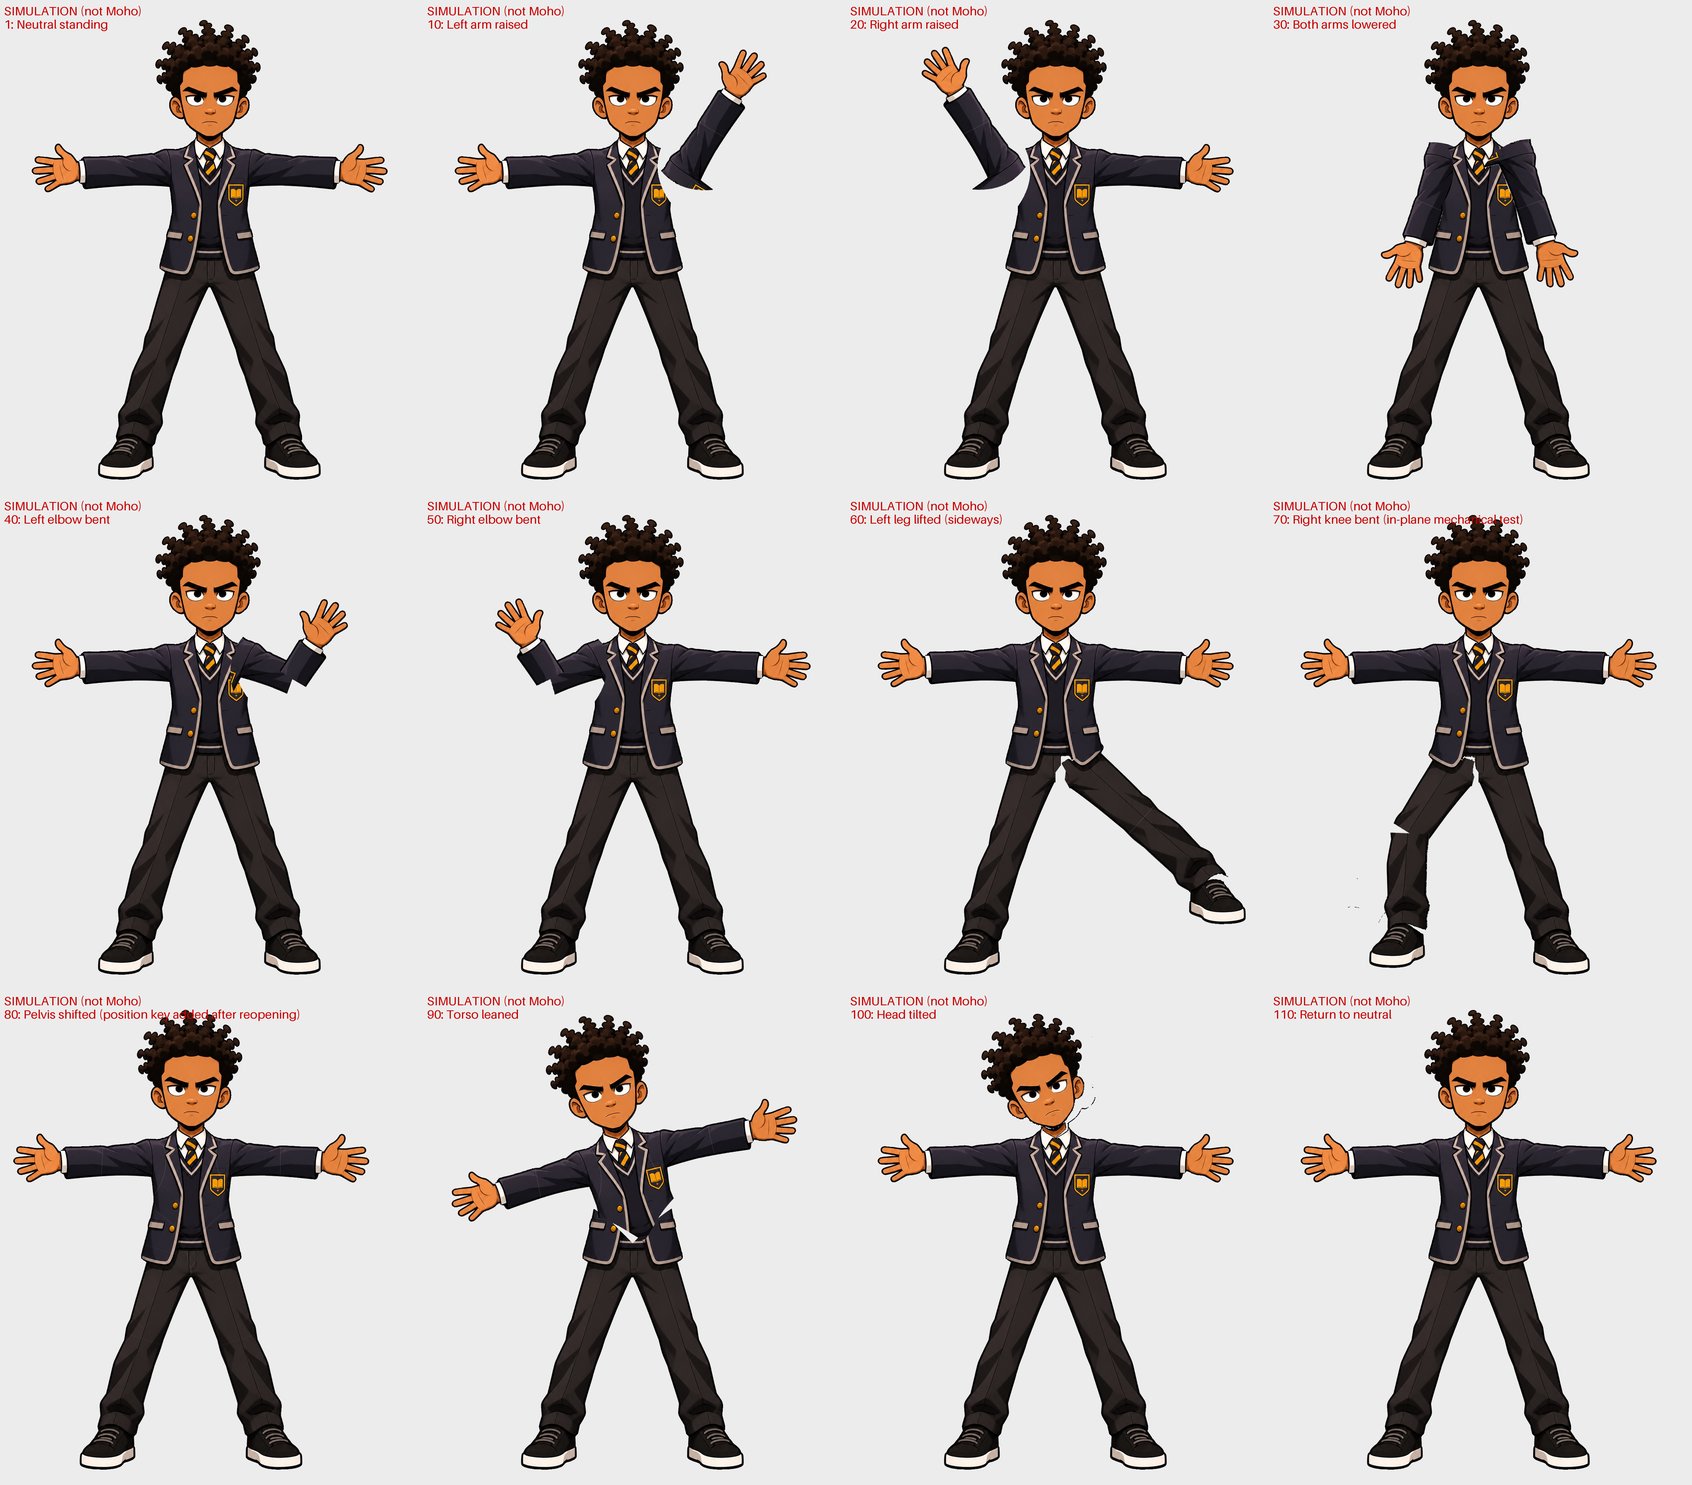 SIMULATION (not Moho)
1: Neutral standing
SIMULATION (not Moho)
10: Left arm raised
SIMULATION (not Moho)
20: Right arm raised
SIMULATION (not Moho)
30: Both arms lowered
SIMULATION (not Moho)
40: Left elbow bent
SIMULATION (not Moho)
50: Right elbow bent
SIMULATION (not Moho)
60: Left leg lifted (sideways)
SIMULATION (not Moho)
70: Right knee bent (in-plane mechanical test)
SIMULATION (not Moho)
80: Pelvis shifted (position key added after reopening)
SIMULATION (not Moho)
90: Torso leaned
SIMULATION (not Moho)
100: Head tilted
SIMULATION (not Moho)
110: Return to neutral